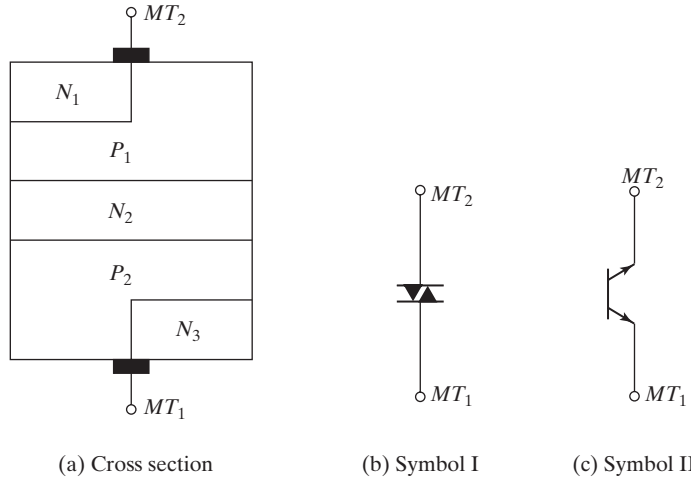 MT₂
N₁
P₁
N₂
P₂
N₃
MT₁
(a) Cross section
MT₂
MT₁
(b) Symbol I
MT₂
MT₁
(c) Symbol II